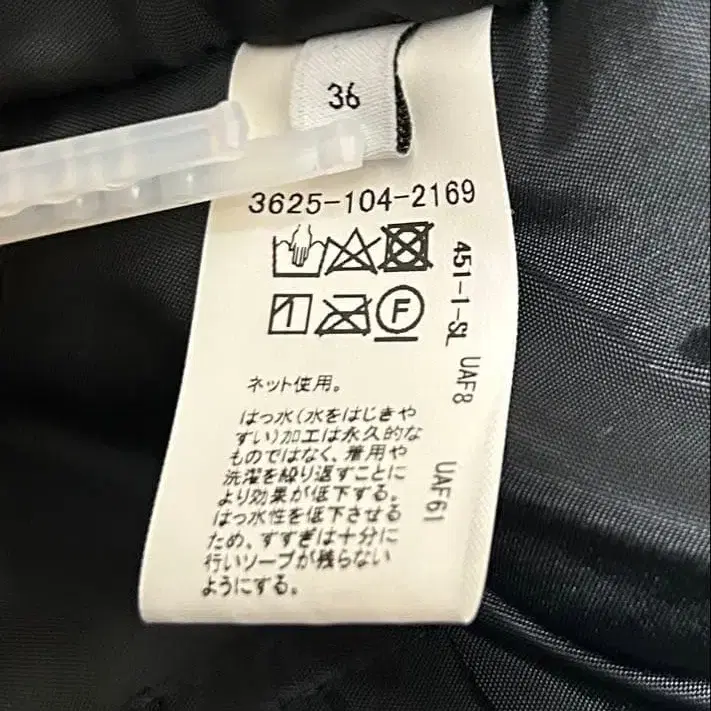 36
3625-104-2169
F
451-1-SL UAF8
UAF61
ネット使用。
はっ水(水をはじきや
すい)加工は永久的な
ものではなく、着用や
洗濯を繰り返すことに
より効果が低下する。
はっ水性を低下させる
ため、すすぎは十分に
行いソープが残らない
ようにする。